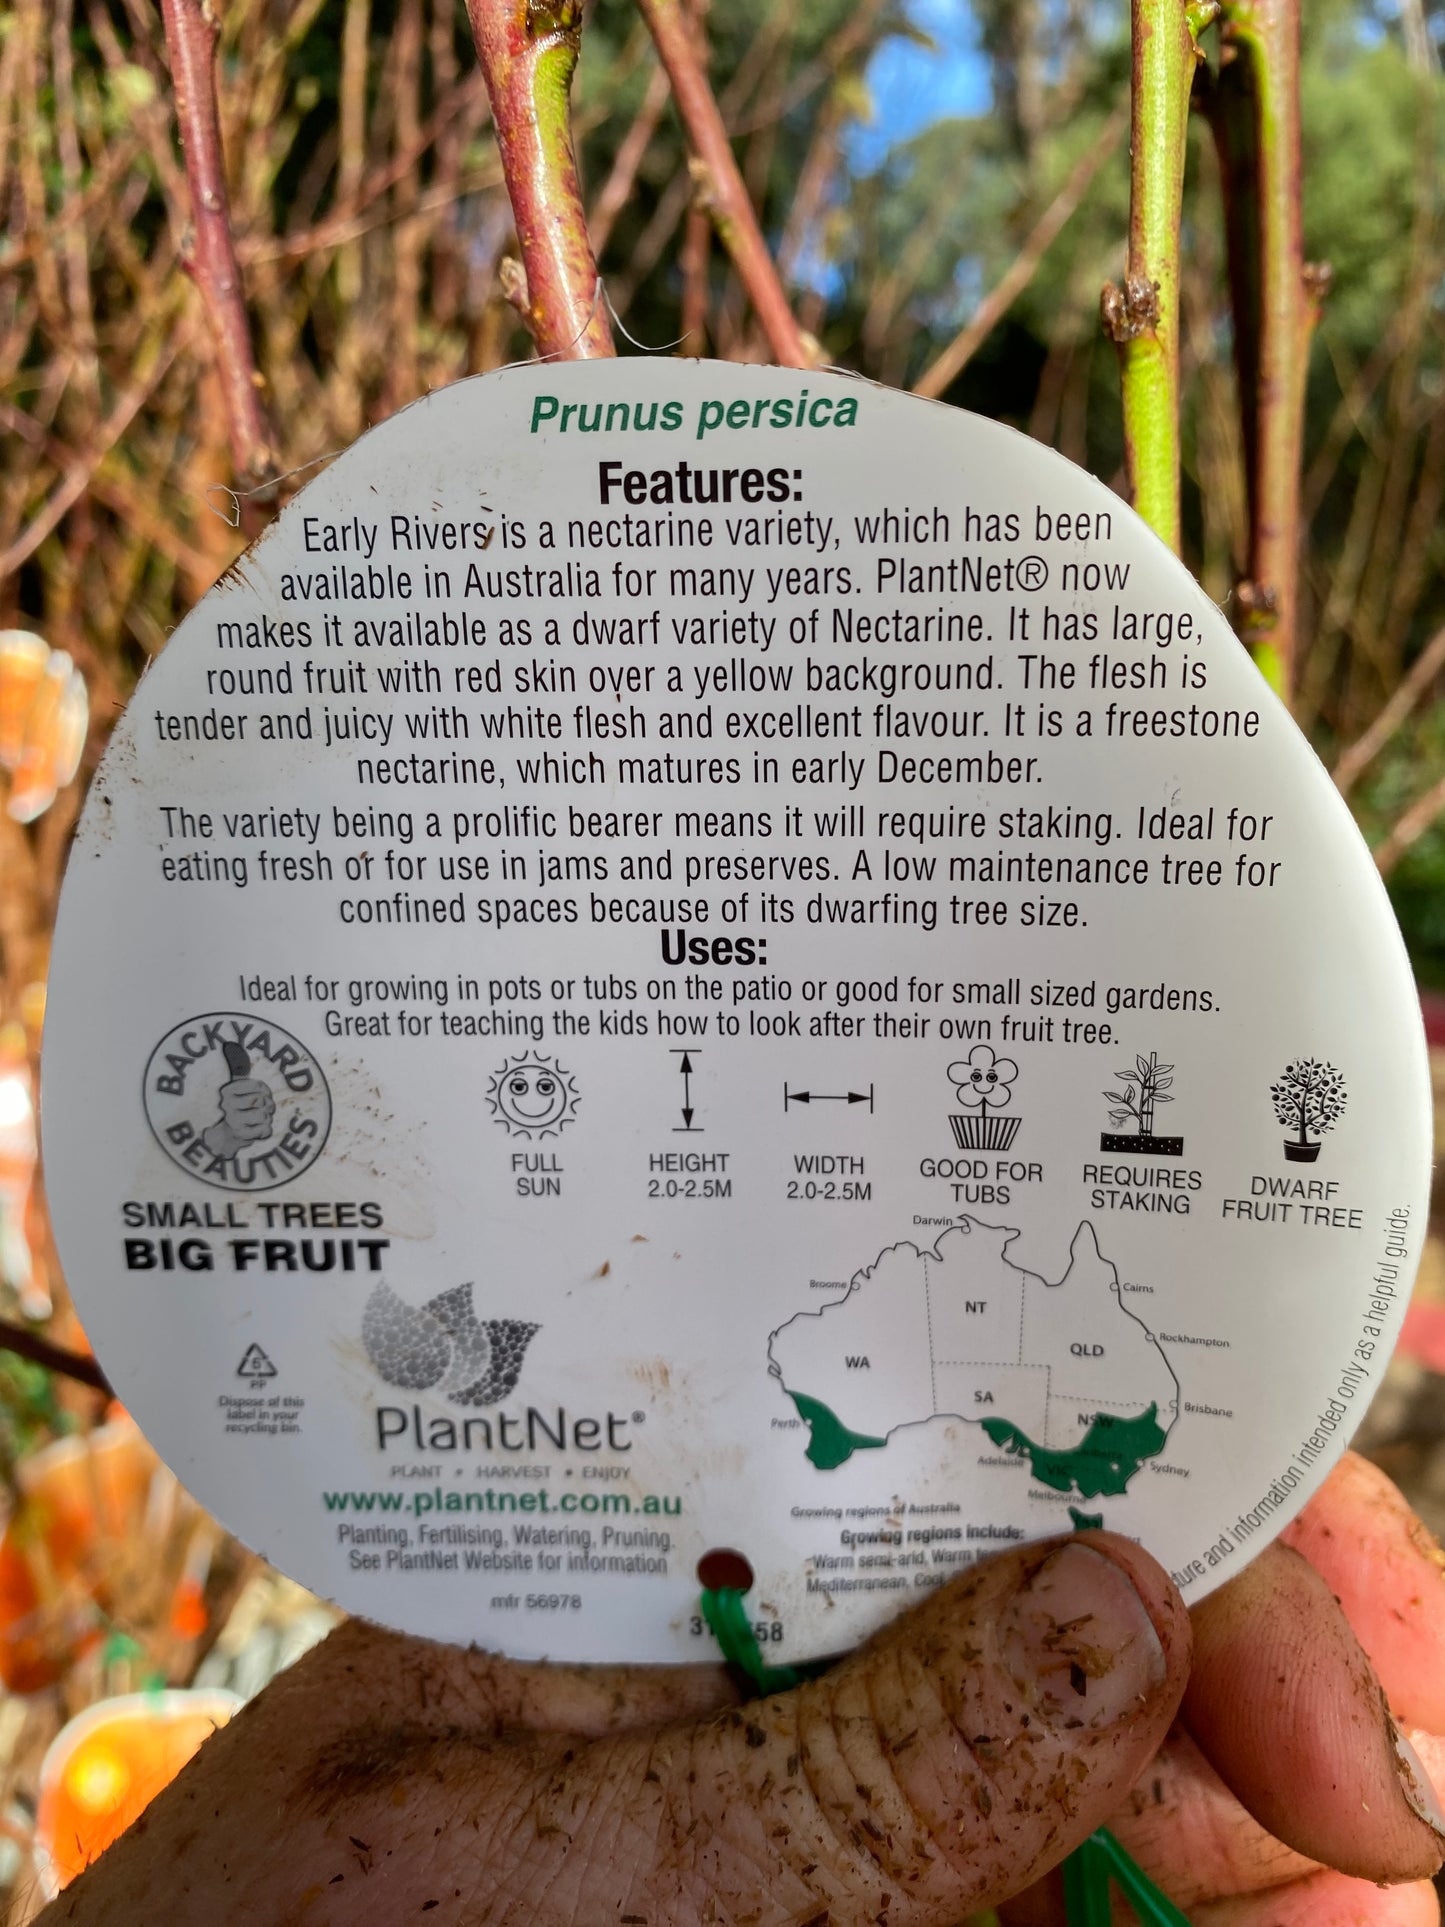 Prunus persica
Features:
Early Rivers is a nectarine variety, which has been
available in Australia for many years. PlantNet® now
makes it available as a dwarf variety of Nectarine. It has large,
round fruit with red skin over a yellow background. The flesh is
tender and juicy with white flesh and excellent flavour. It is a freestone
nectarine, which matures in early December.
The variety being a prolific bearer means it will require staking. Ideal for
eating fresh or for use in jams and preserves. A low maintenance tree for
confined spaces because of its dwarfing tree size.
Uses:
Ideal for growing in pots or tubs on the patio or good for small sized gardens.
Great for teaching the kids how to look after their own fruit tree.
BACKYARD
BEAUTIES
SMALL TREES
BIG FRUIT
FULL
SUN
HEIGHT
2.0-2.5M
WIDTH
2.0-2.5M
GOOD FOR
TUBS
REQUIRES
STAKING
DWARF
FRUIT TREE
5
PP
Dispose of this
label in your
recycling bin.
PlantNet®
PLANT • HARVEST • ENJOY
www.plantnet.com.au
Planting, Fertilising, Watering, Pruning.
See PlantNet Website for information
mfr 56978
Darwin
Broome
Cairns
NT
Rockhampton
QLD
WA
SA
Brisbane
NSW
Perth
Adelaide
VIC
Sydney
Melbourne
Growing regions of Australia
Growing regions include:
Warm semi-arid, Warm
Mediterranean, Cool
and information intended only as a helpful guide.